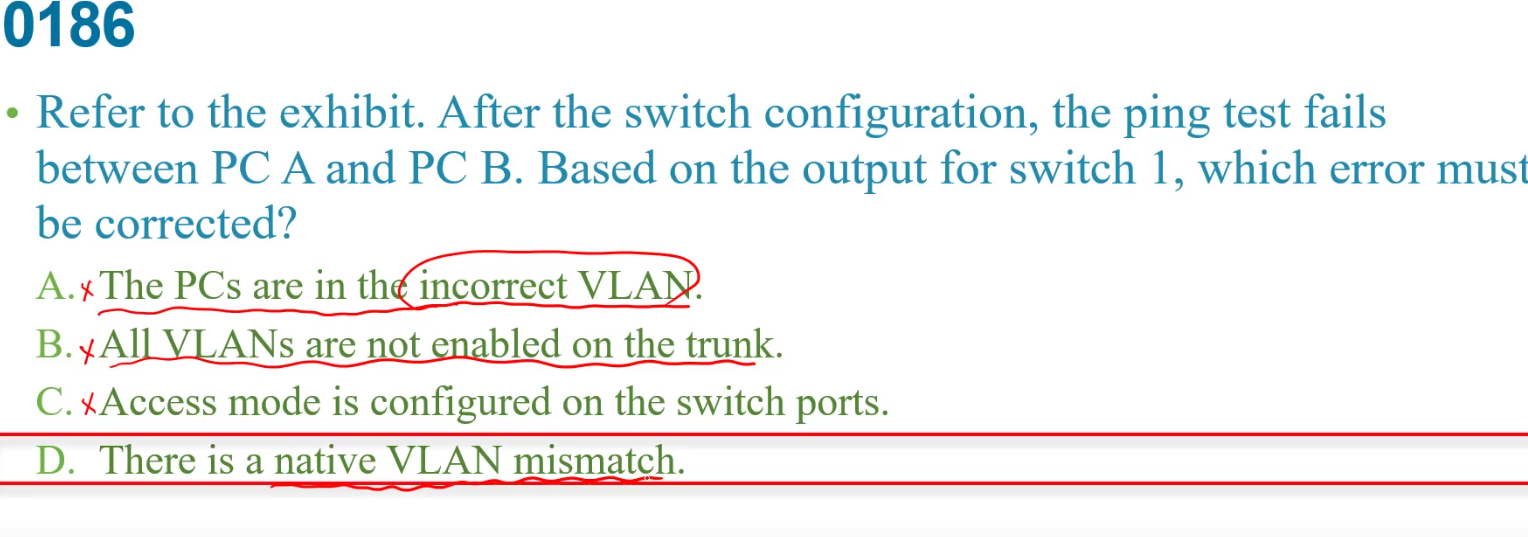 0186
• Refer to the exhibit. After the switch configuration, the ping test fails
between PC A and PC B. Based on the output for switch 1, which error must
be corrected?
A. x The PCs are in the incorrect VLAN.
B. x All VLANs are not enabled on the trunk.
C. x Access mode is configured on the switch ports.
D. There is a native VLAN mismatch.